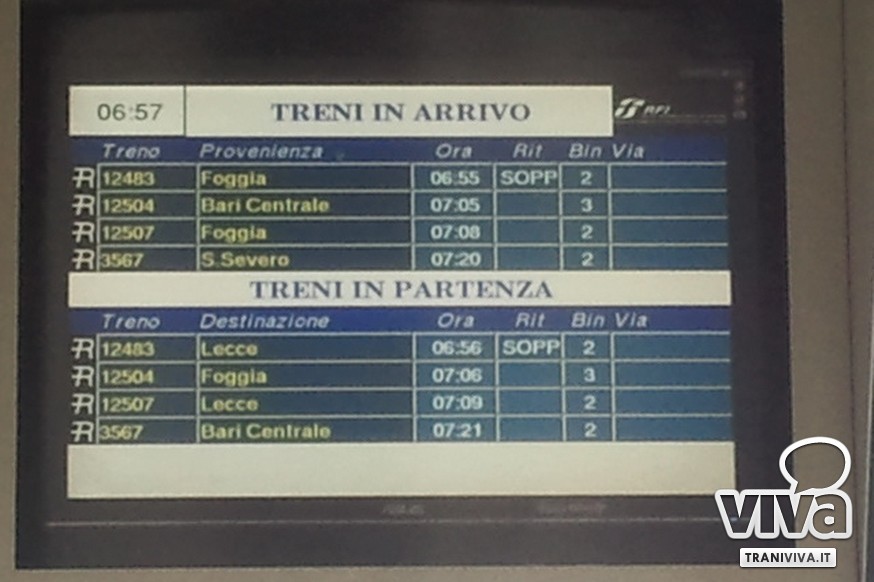 06:57 TRENI IN ARRIVO RFI
Treno Provenienza Ora Rit Bin Via
R 12483 Foggia 06:55 SOPP 2
R 12504 Bari Centrale 07:05 3
R 12507 Foggia 07:08 2
R 3567 S.Severo 07:20 2
TRENI IN PARTENZA
Treno Destinazione Ora Rit Bin Via
R 12483 Lecce 06:56 SOPP 2
R 12504 Foggia 07:06 3
R 12507 Lecce 07:09 2
R 3567 Bari Centrale 07:21 2
viva
TRANIVIVA.IT